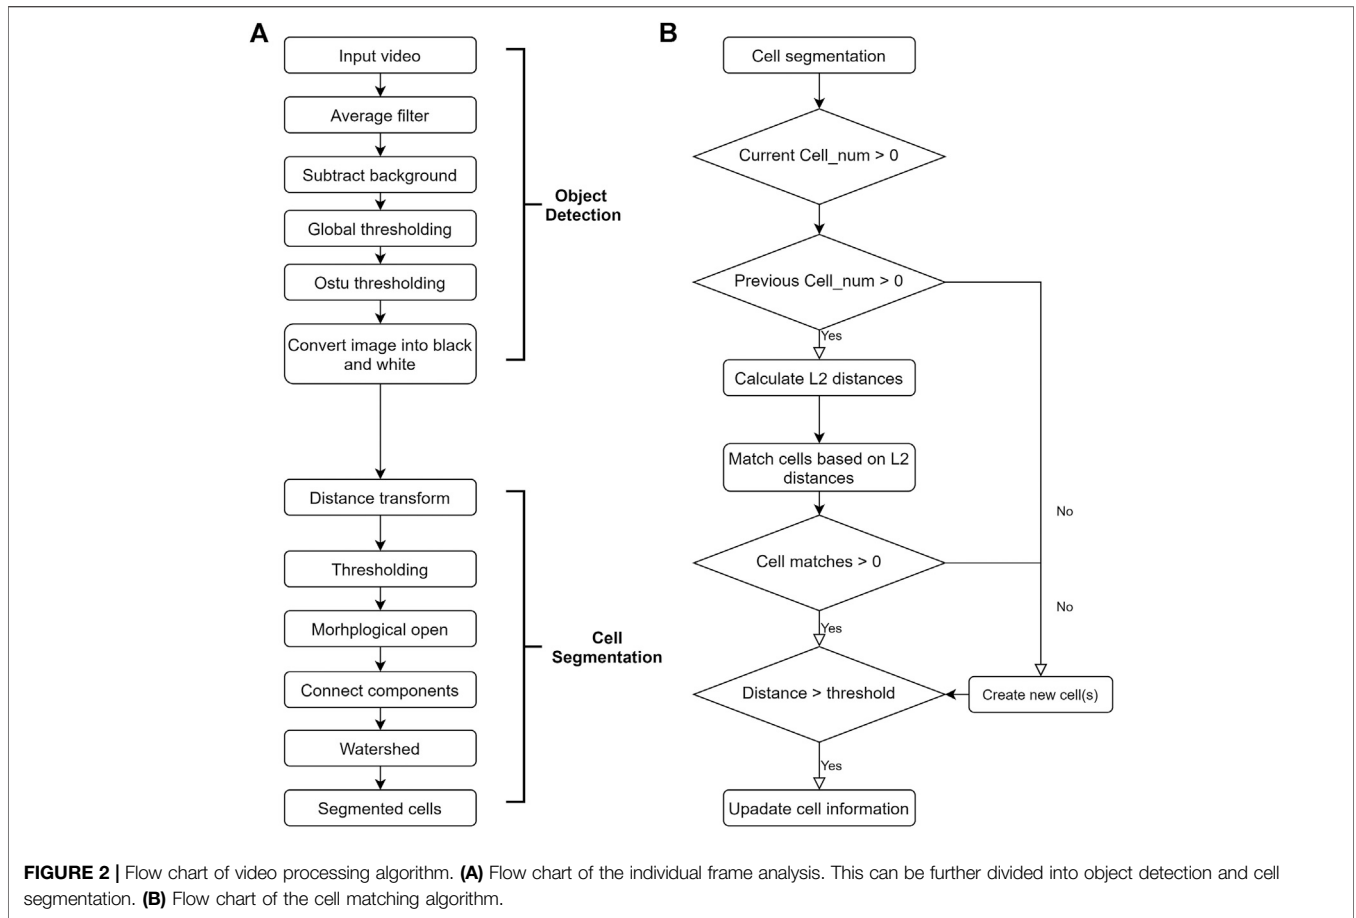 A
Input video
Average filter
Subtract background
Global thresholding
Ostu thresholding
Convert image into black
and white
Object
Detection
Distance transform
Thresholding
Morhplogical open
Connect components
Watershed
Segmented cells
Cell
Segmentation
B
Cell segmentation
Current Cell_num > 0
Previous Cell_num > 0
Yes
Calculate L2 distances
Match cells based on L2
distances
No
Cell matches > 0
No
Yes
Distance > threshold
Create new cell(s)
Yes
Upadate cell information
FIGURE 2 | Flow chart of video processing algorithm. (A) Flow chart of the individual frame analysis. This can be further divided into object detection and cell
segmentation. (B) Flow chart of the cell matching algorithm.